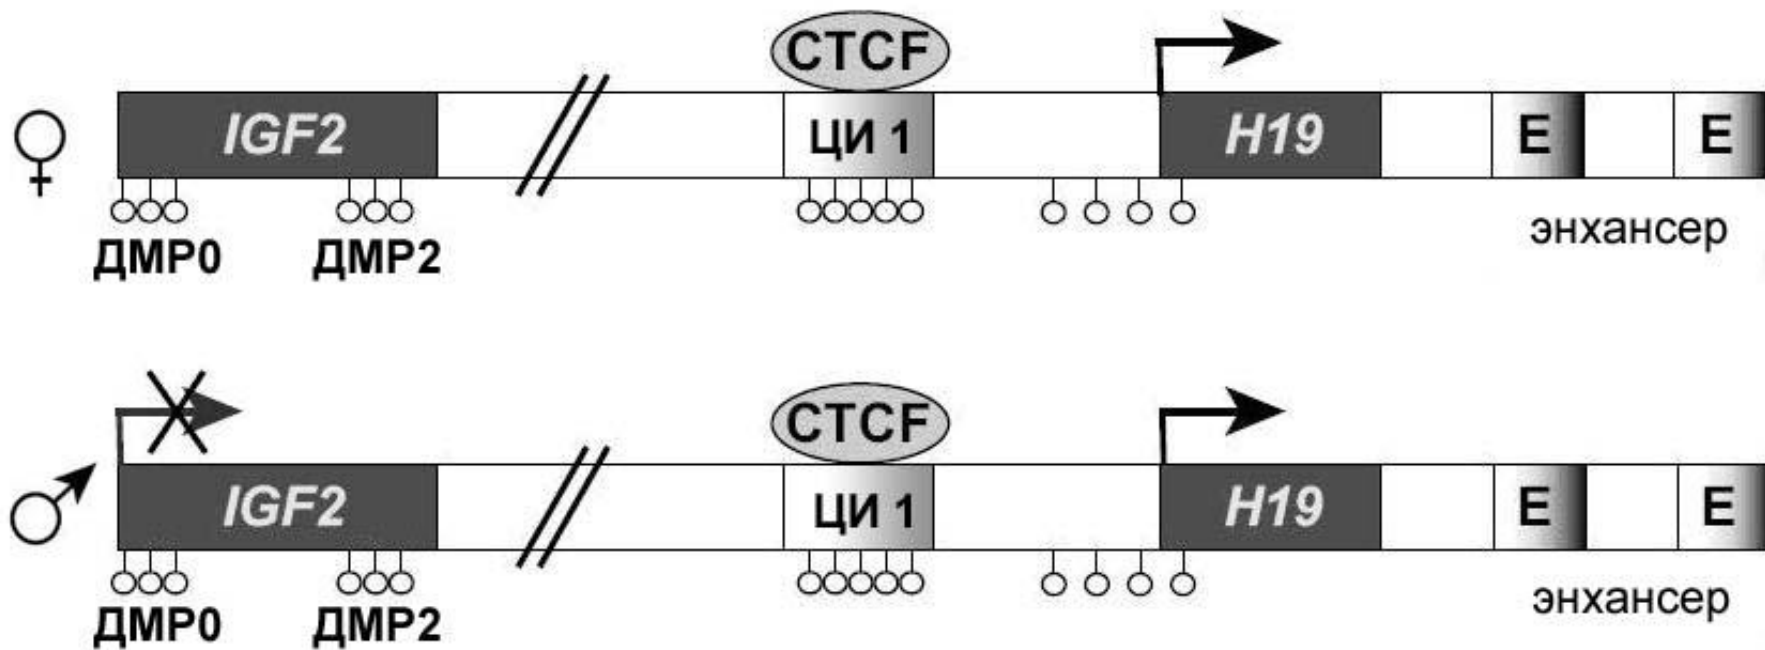 CTCF
IGF2 ЦИ 1 H19 E E
ДМР0 ДМР2 энхансер
CTCF
IGF2 ЦИ 1 H19 E E
ДМР0 ДМР2 энхансер